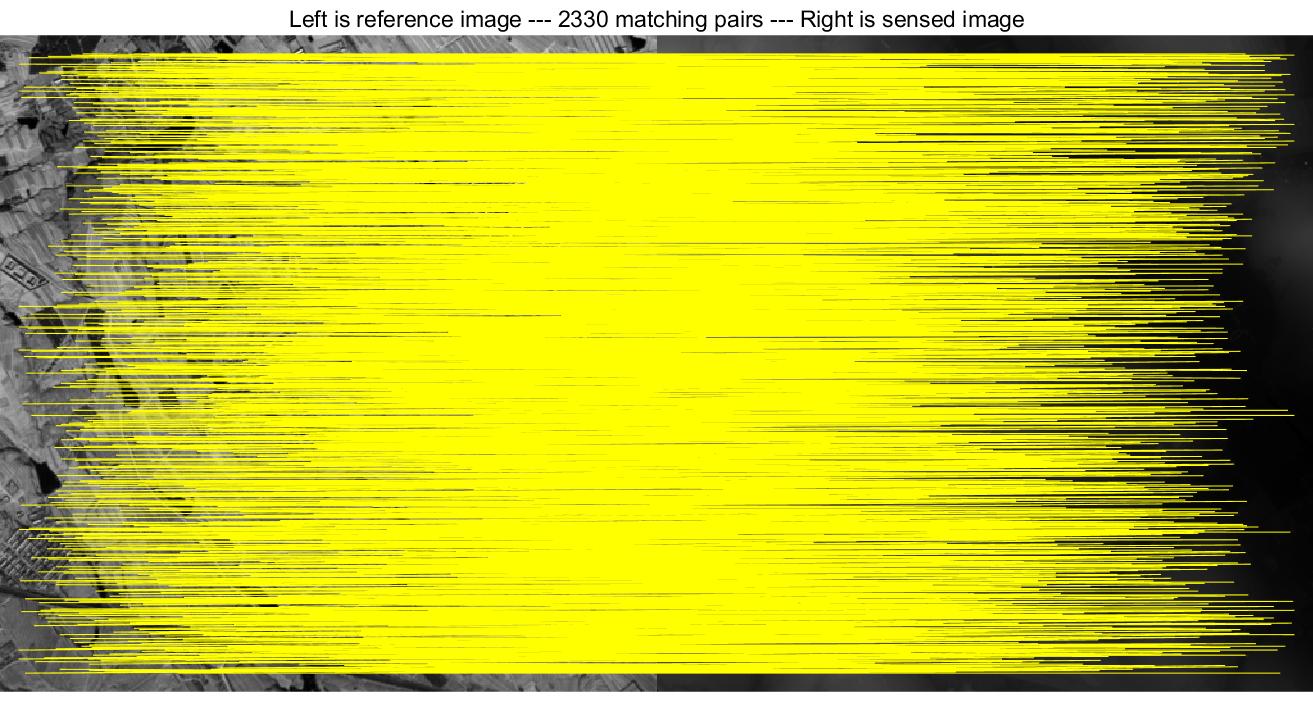 Left is reference image --- 2330 matching pairs --- Right is sensed image